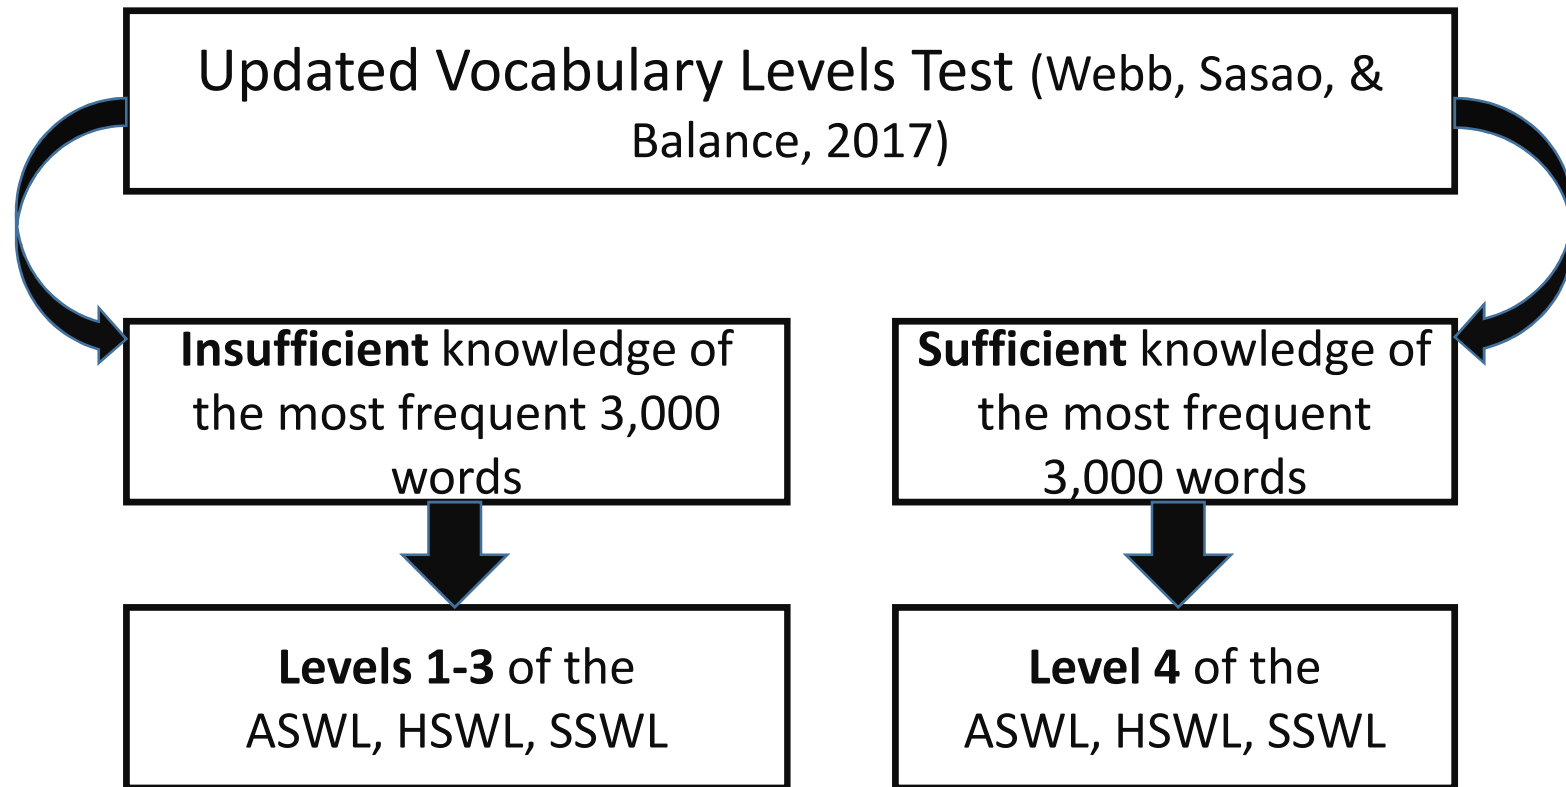 Updated Vocabulary Levels Test (Webb, Sasao, &
Balance, 2017)
Insufficient knowledge of
the most frequent 3,000
words
Sufficient knowledge of
the most frequent
3,000 words
Levels 1-3 of the
ASWL, HSWL, SSWL
Level 4 of the
ASWL, HSWL, SSWL